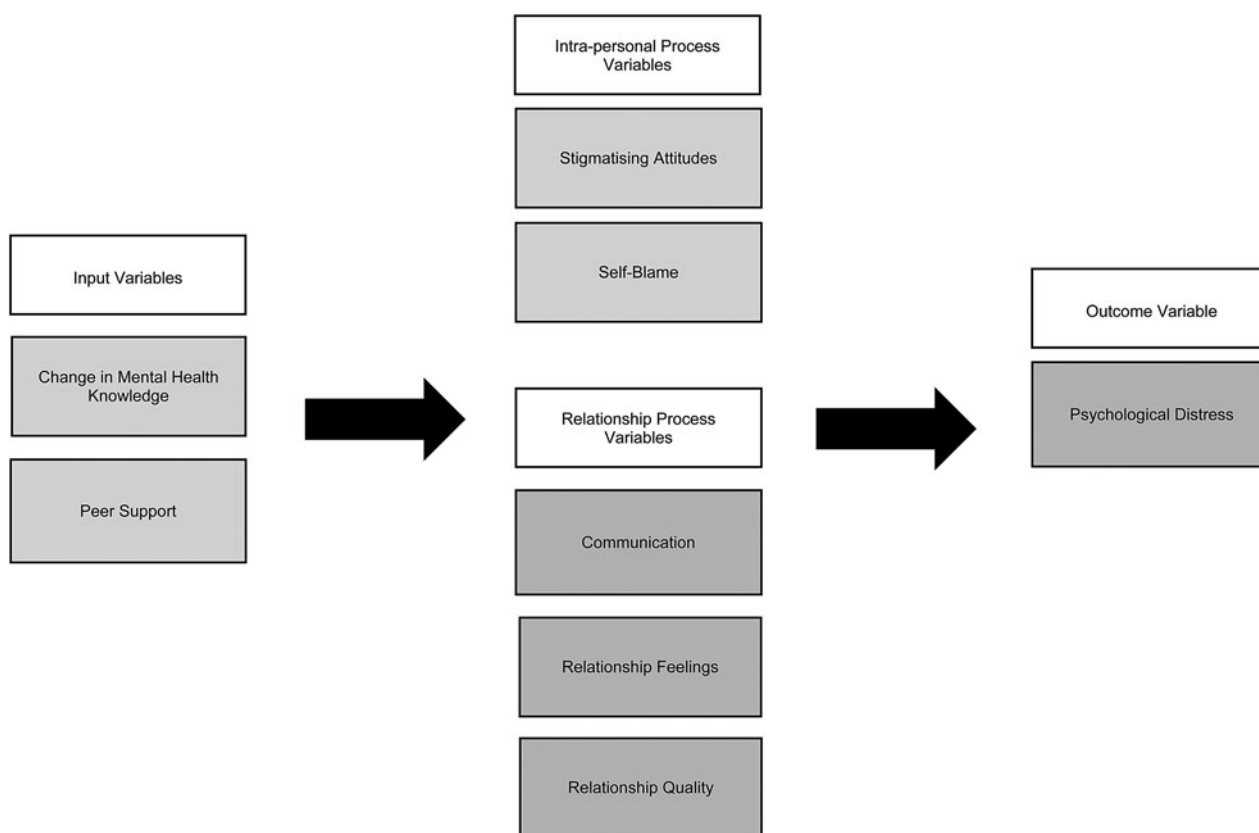 Input Variables
Change in Mental Health
Knowledge
Peer Support
Intra-personal Process
Variables
Stigmatising Attitudes
Self-Blame
Relationship Process
Variables
Communication
Relationship Feelings
Relationship Quality
Outcome Variable
Psychological Distress